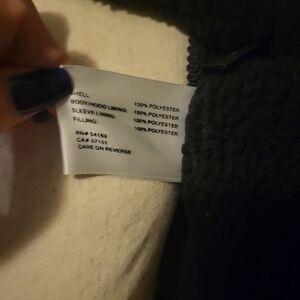 SHELL: 100% POLYESTER
BODY/HOOD LINING: 100% POLYESTER
SLEEVE LINING: 100% POLYESTER
FILLING: 100% POLYESTER
RN# 54163
CA# 57151
CARE ON REVERSE